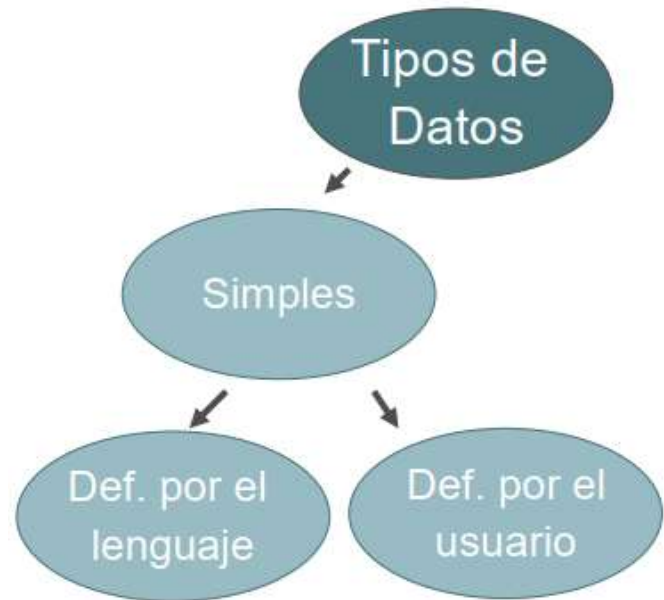 Tipos de
Datos
Simples
Def. por el
lenguaje
Def. por el
usuario